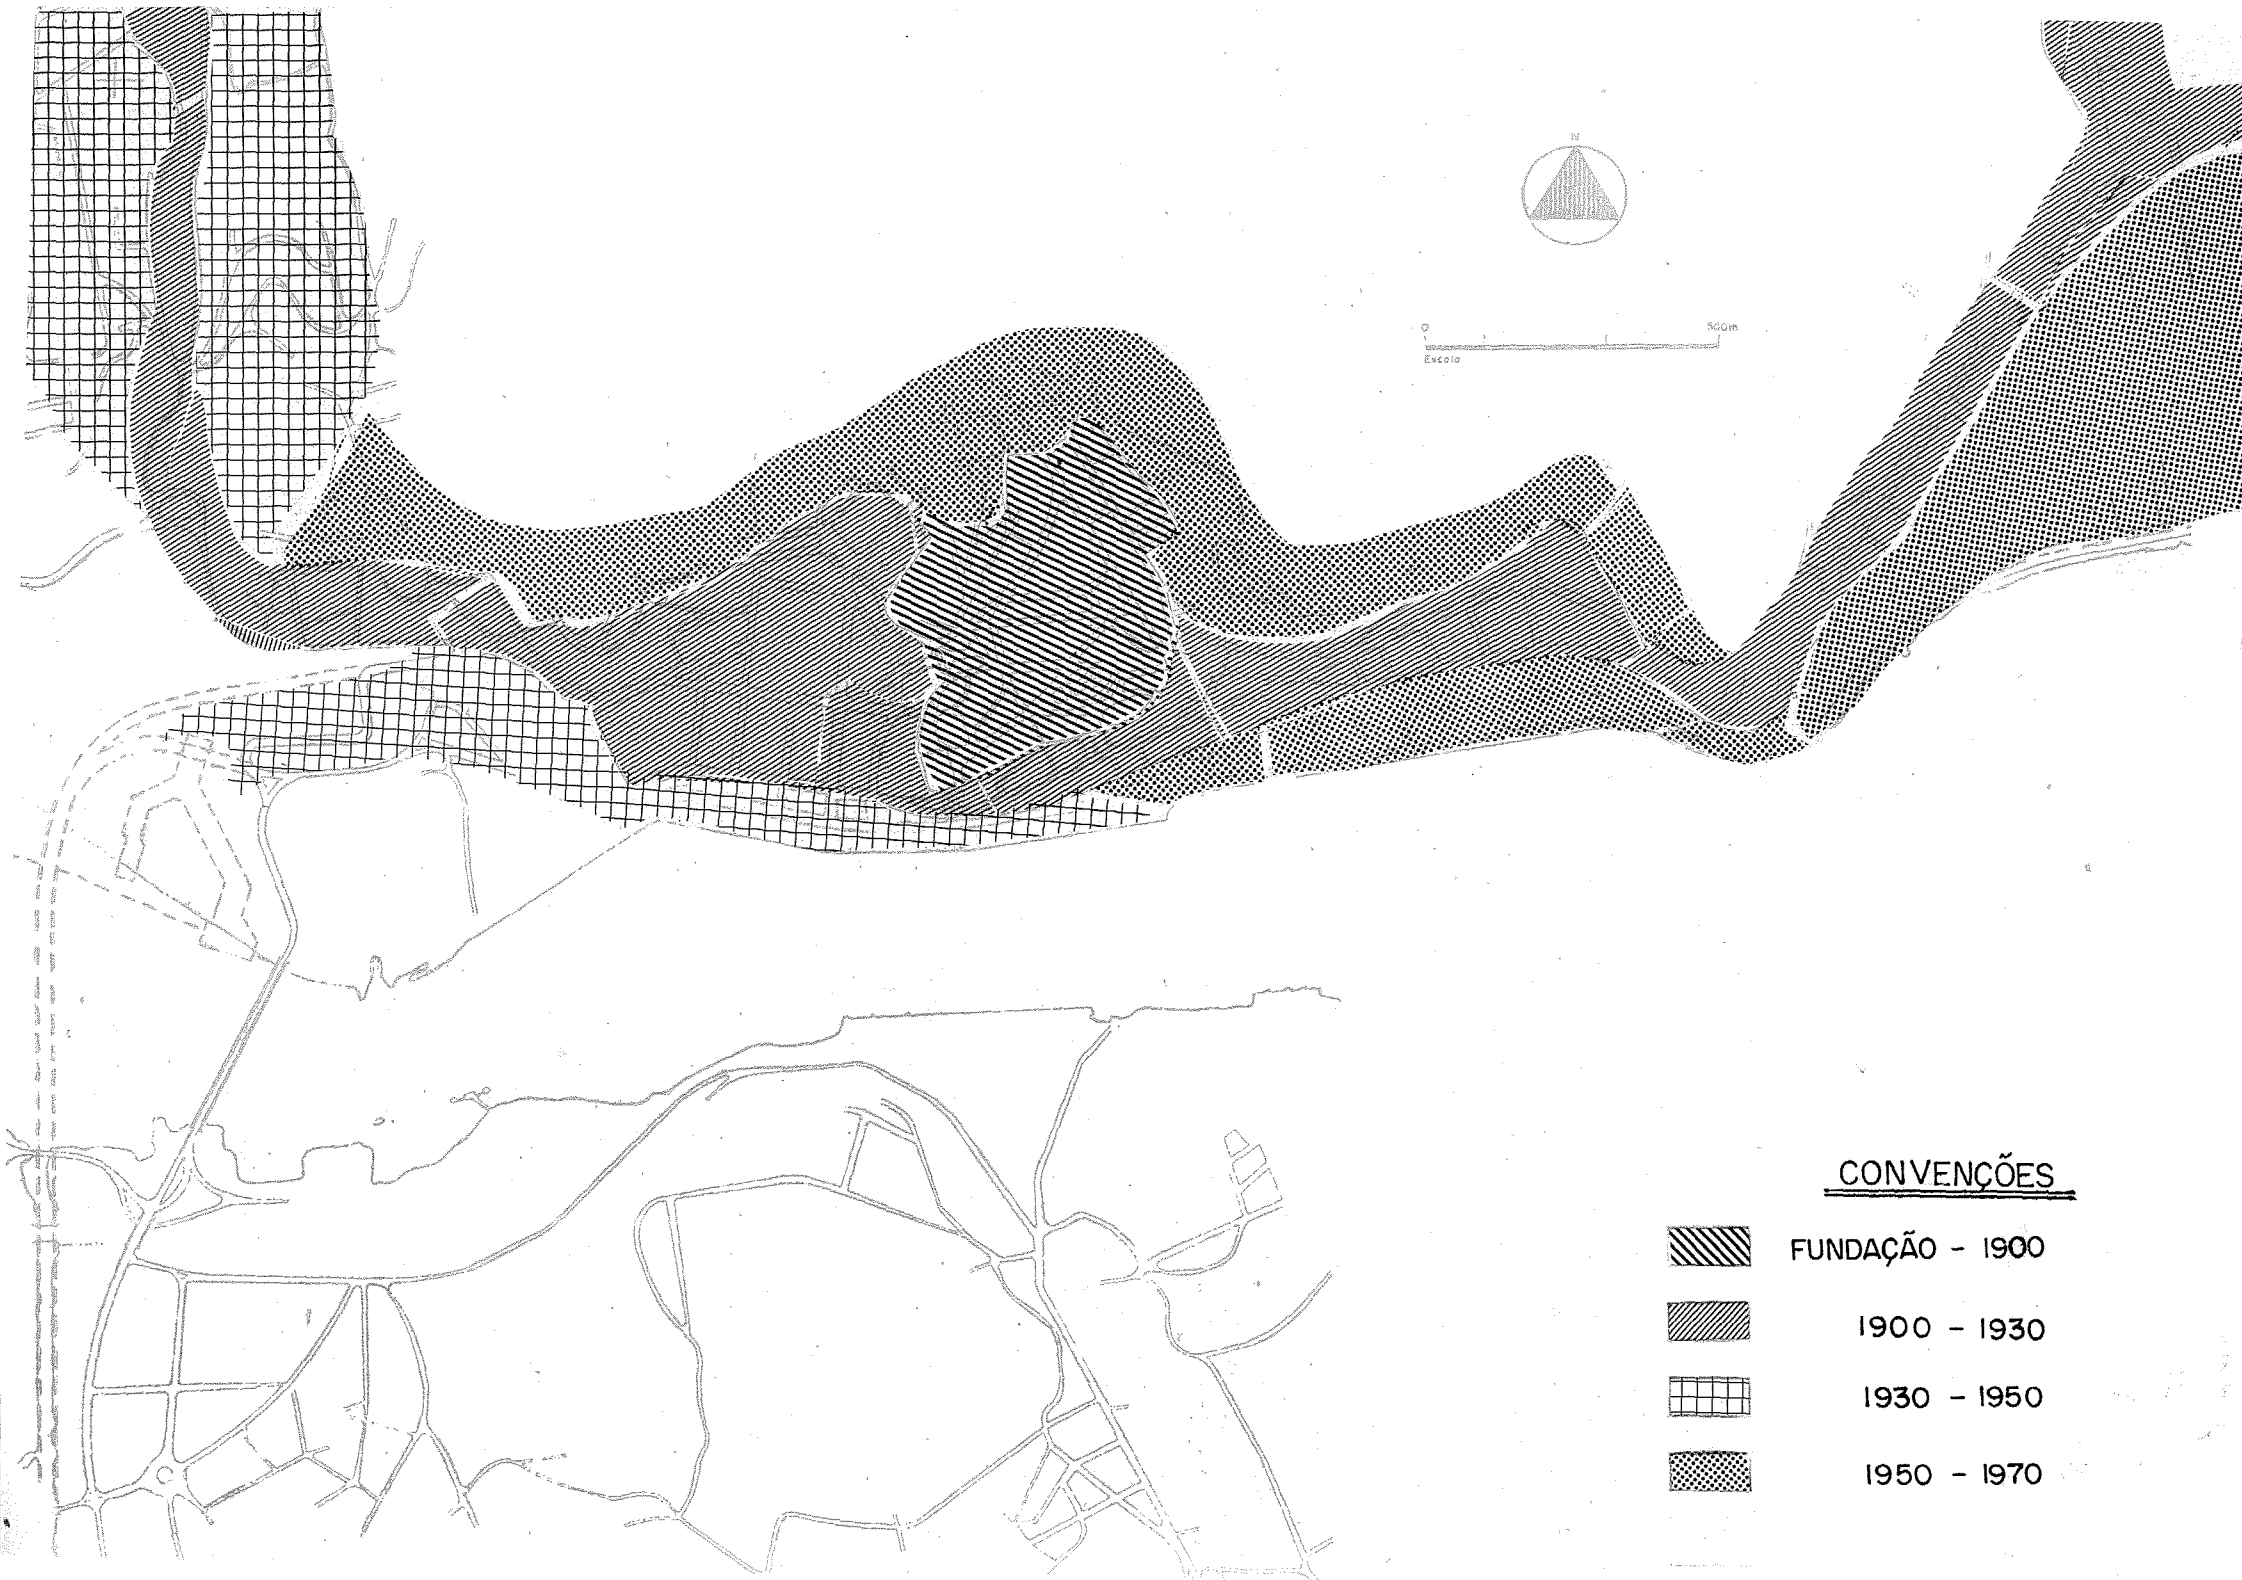 N
0 500m
Escala
CONVENÇÕES
FUNDAÇÃO - 1900
1900 - 1930
1930 - 1950
1950 - 1970